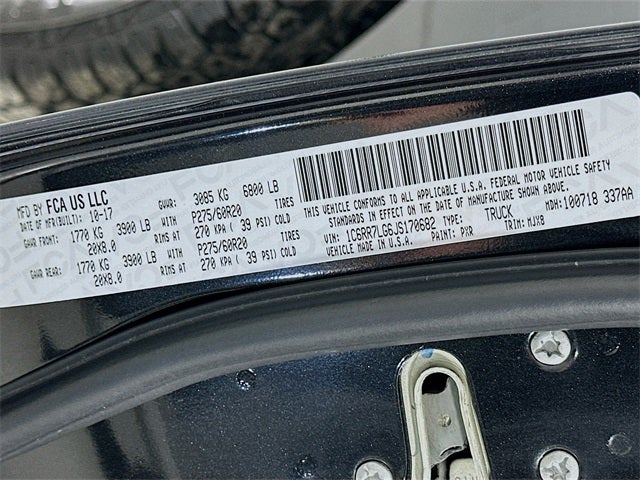 MFD BY FCA US LLC
DATE OF MFR(BUILT): 10-17 GVWR: 3085 KG 6800 LB
GAWR FRONT: 1770 KG 3900 LB P275/60R20 TIRES
20X8.0 RIMS AT 270 KPA ( 39 PSI) COLD
GAWR REAR: 1770 KG 3900 LB P275/60R20 TIRES
20X8.0 RIMS AT 270 KPA ( 39 PSI) COLD
THIS VEHICLE CONFORMS TO ALL APPLICABLE U.S.A. FEDERAL MOTOR VEHICLE SAFETY
STANDARDS IN EFFECT ON THE DATE OF MANUFACTURE SHOWN ABOVE.
VIN: 1C6RR7LG6JS170682 TYPE: TRUCK MDH:100718 337AA
VEHICLE MADE IN U.S.A. PAINT: PXR TRIM: MJX8